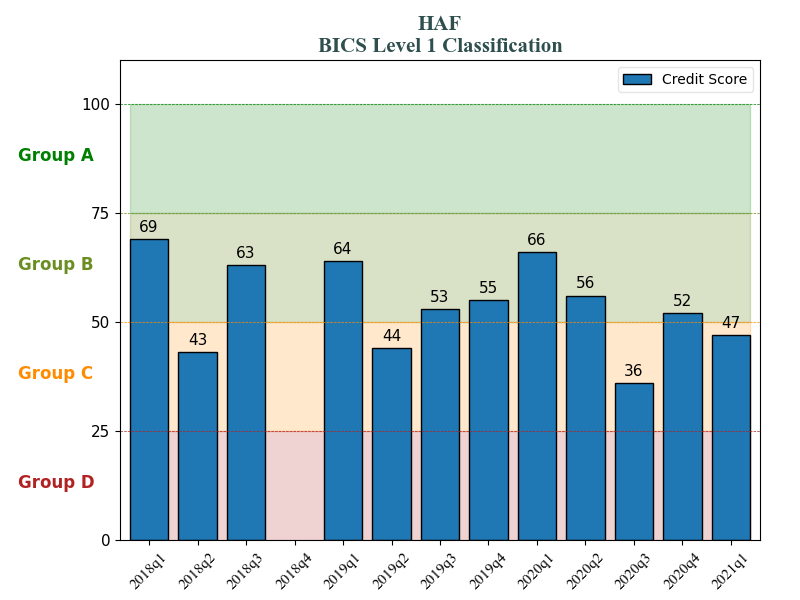 HAF
BICS Level 1 Classification
Credit Score
100
Group A
75
69
66
64
63
Group B
56
55
53
52
50
47
44
43
Group C
36
25
Group D
0
2018q1 2018q2 2018q3 2018q4 2019q1 2019q2 2019q3 2019q4 2020q1 2020q2 2020q3 2020q4 2021q1